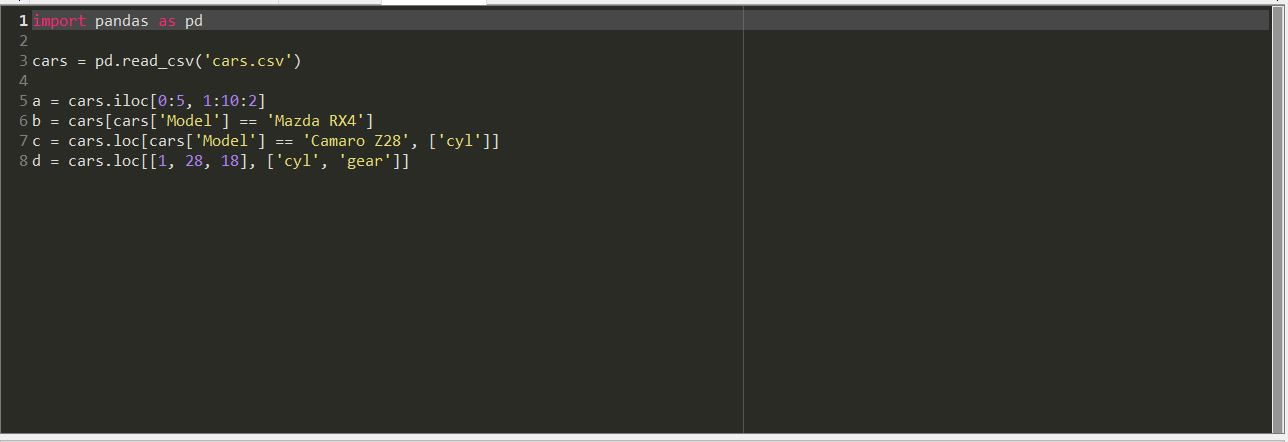 1 import pandas as pd
2
3 cars = pd.read_csv('cars.csv')
4
5 a = cars.iloc[0:5, 1:10:2]
6 b = cars[cars['Model'] == 'Mazda RX4']
7 c = cars.loc[cars['Model'] == 'Camaro Z28', ['cyl']]
8 d = cars.loc[[1, 28, 18], ['cyl', 'gear']]